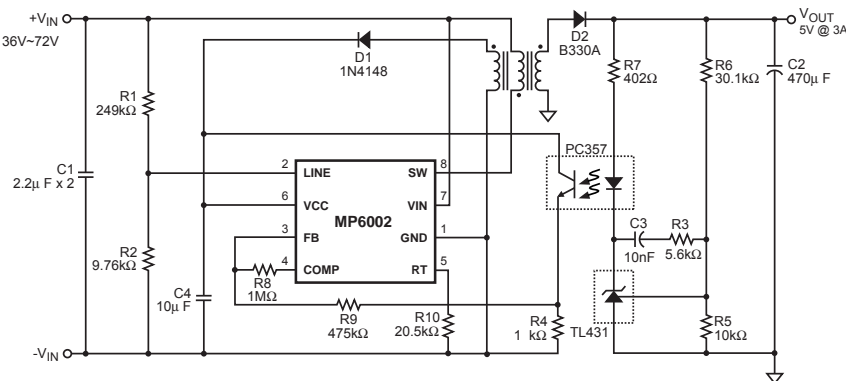 +VIN
36V~72V
D1
1N4148
D2
B330A
VOUT
5V @ 3A
R1
249kΩ
R7
402Ω
R6
30.1kΩ
C2
470μ F
C1
2.2μ F x 2
2
LINE
SW
8
6
VCC
VIN
7
MP6002
3
FB
GND
1
4
COMP
RT
5
PC357
R2
9.76kΩ
R8
1MΩ
C3
10nF
R3
5.6kΩ
C4
10μ F
R9
475kΩ
R10
20.5kΩ
R4
1 kΩ
TL431
R5
10kΩ
-VIN